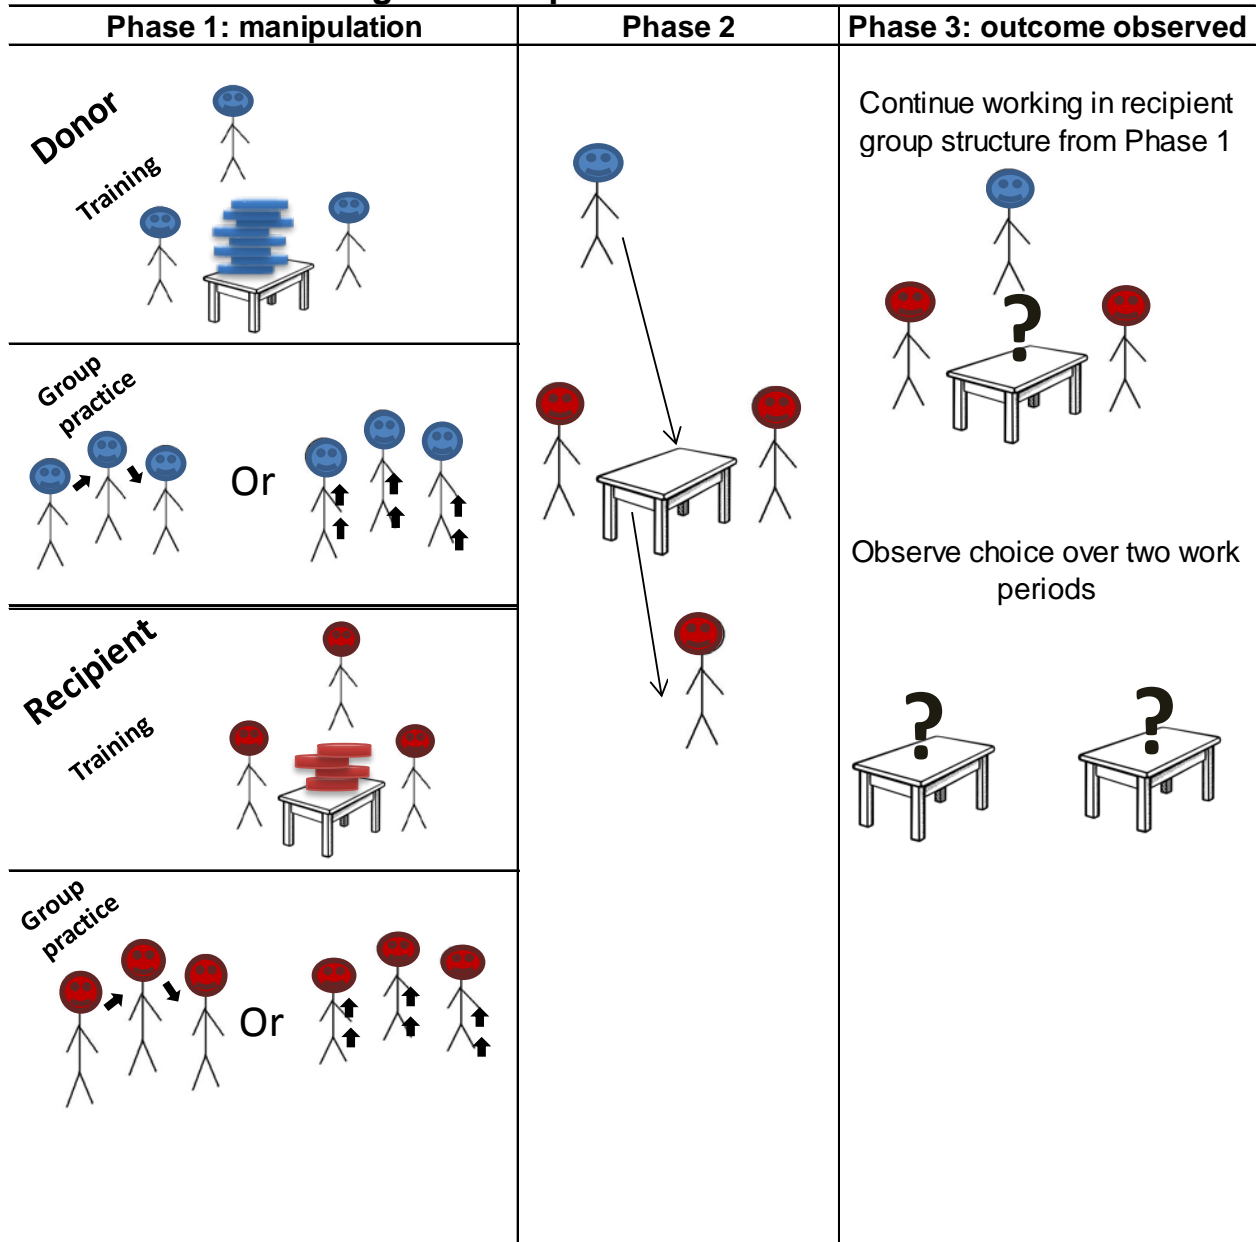 Phase 1: manipulation
Phase 2
Phase 3: outcome observed
Donor
Training
Group
practice
Or
Recipient
Training
Group
practice
Or
Continue working in recipient
group structure from Phase 1
?
Observe choice over two work
periods
? ?